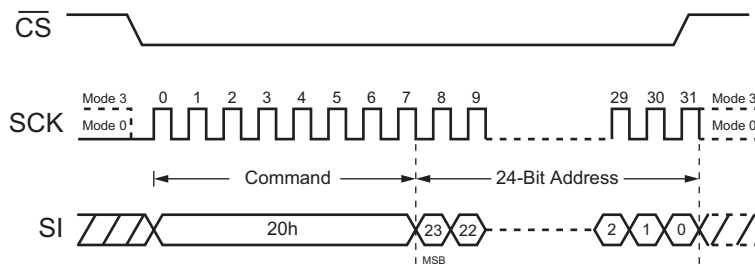 CS
Mode 3 0 1 2 3 4 5 6 7 8 9 29 30 31 Mode 3
SCK
Mode 0 Mode 0
Command 24-Bit Address
SI 20h 23 22 2 1 0
MSB